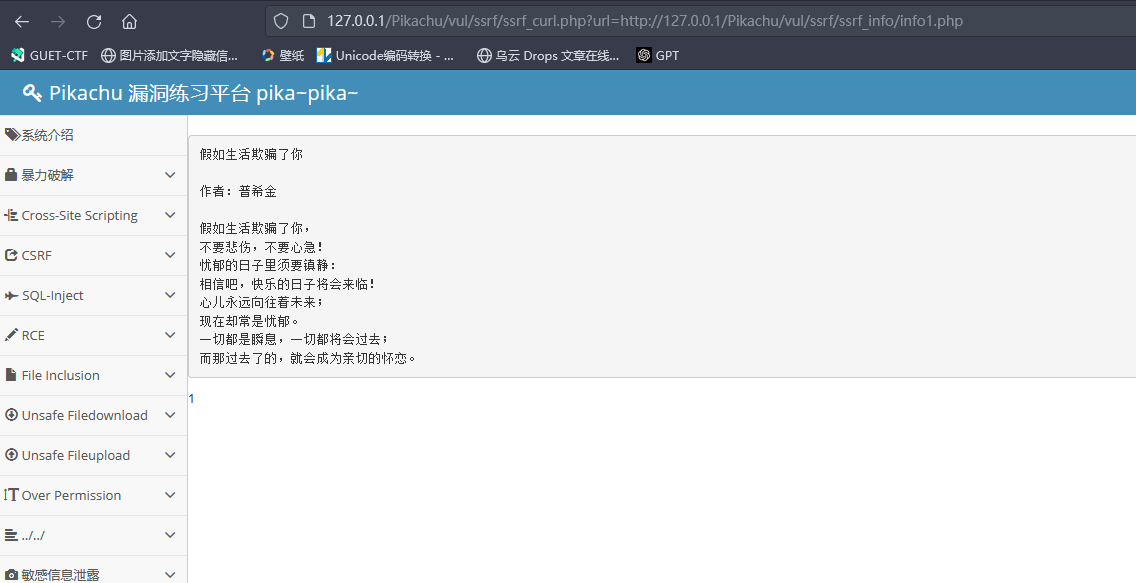 127.0.0.1/Pikachu/vul/ssrf/ssrf_curl.php?url=http://127.0.0.1/Pikachu/vul/ssrf/ssrf_info/info1.php
GUET-CTF 图片添加文字隐藏信... 壁纸 Unicode编码转换 - ... 乌云 Drops 文章在线... GPT
Pikachu 漏洞练习平台 pika~pika~
系统介绍
暴力破解
Cross-Site Scripting
CSRF
SQL-Inject
RCE
File Inclusion
Unsafe Filedownload
Unsafe Fileupload
Over Permission
../../
敏感信息泄露
假如生活欺骗了你
作者：普希金
假如生活欺骗了你，
不要悲伤，不要心急！
忧郁的日子里须要镇静：
相信吧，快乐的日子将会来临！
心儿永远向往着未来；
现在却常是忧郁。
一切都是瞬息，一切都将会过去；
而那过去了的，就会成为亲切的怀恋。
1